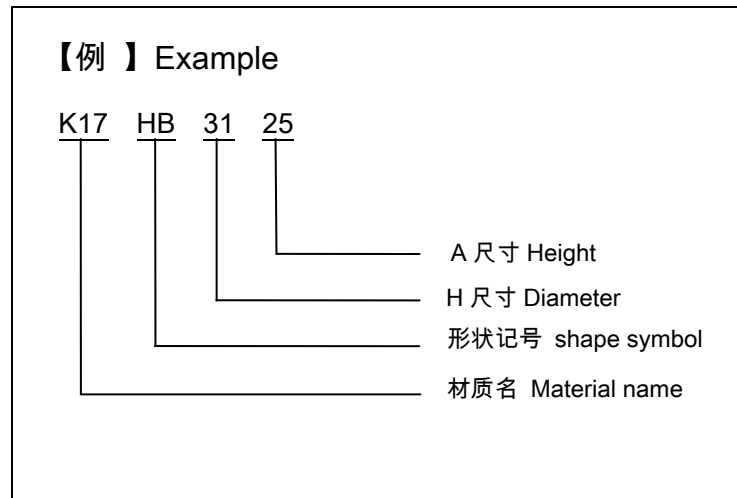 【例 】Example
K17 HB 31 25
A 尺寸 Height
H 尺寸 Diameter
形状记号 shape symbol
材质名 Material name